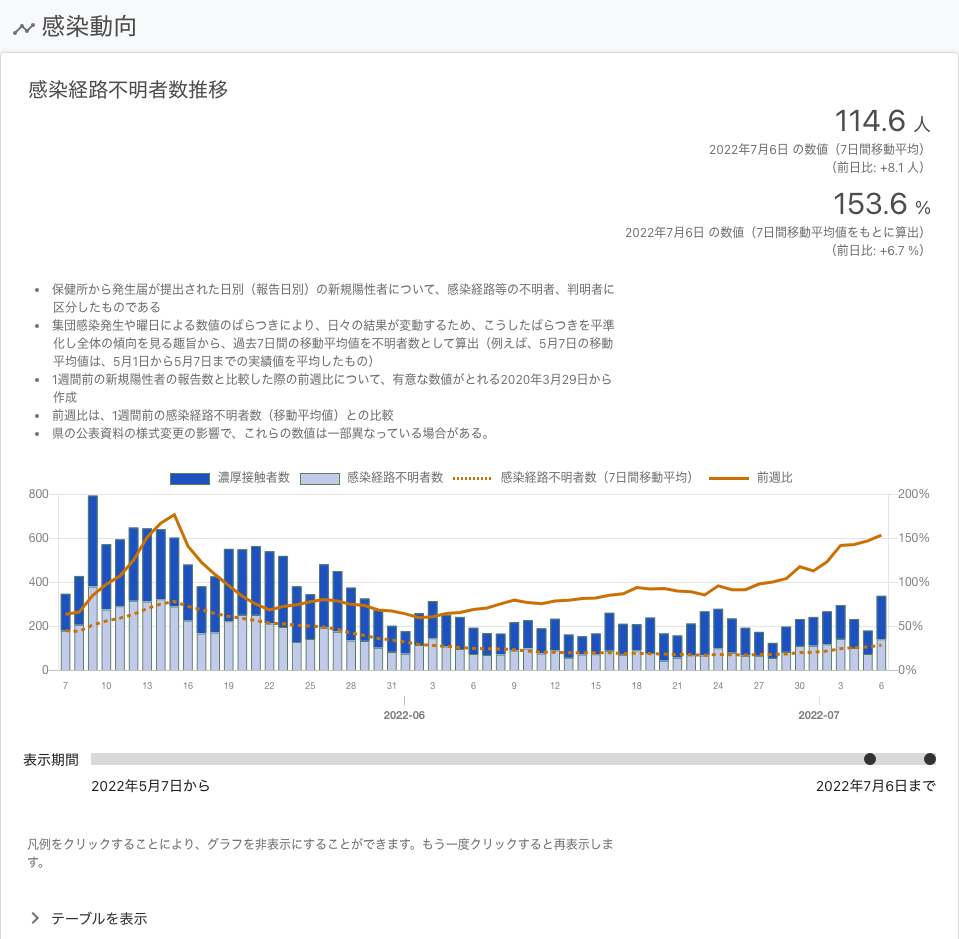 感染動向
感染経路不明者数推移
114.6 人
2022年7月6日 の数値（7日間移動平均）
（前日比: +8.1 人）
153.6 %
2022年7月6日 の数値（7日間移動平均値をもとに算出）
（前日比: +6.7 %）
• 保健所から発生届が提出された日別（報告日別）の新規陽性者について、感染経路等の不明者、判明者に
区分したものである
• 集団感染発生や曜日による数値のばらつきにより、日々の結果が変動するため、こうしたばらつきを平準
化し全体の傾向を見る趣旨から、過去7日間の移動平均値を不明者数として算出（例えば、5月7日の移動
平均値は、5月1日から5月7日までの実績値を平均したもの）
• 1週間前の新規陽性者の報告数と比較した際の前週比について、有意な数値がとれる2020年3月29日から
作成
• 前週比は、1週間前の感染経路不明者数（移動平均値）との比較
• 県の公表資料の様式変更の影響で、これらの数値は一部異なっている場合がある。
濃厚接触者数 感染経路不明者数 感染経路不明者数（7日間移動平均） 前週比
800 200%
600 150%
400 100%
200 50%
0 0%
7 10 13 16 19 22 25 28 31 3 6 9 12 15 18 21 24 27 30 3 6
2022-06 2022-07
表示期間
2022年5月7日から 2022年7月6日まで
凡例をクリックすることにより、グラフを非表示にすることができます。もう一度クリックすると再表示しま
す。
テーブルを表示